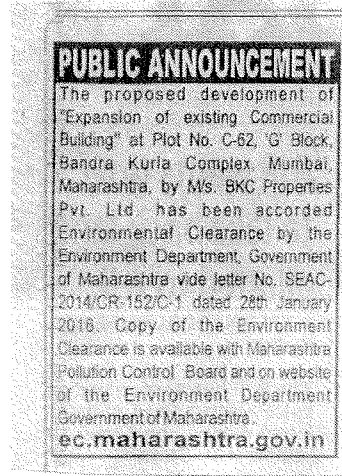 PUBLIC ANNOUNCEMENT
The proposed development of
"Expansion of existing Commercial
Building" at Plot No. C-62, 'G' Block,
Bandra Kurla Complex, Mumbai,
Maharashtra, by M/s. BKC Properties
Pvt. Ltd. has been accorded
Environmental Clearance by the
Environment Department, Government
of Maharashtra vide letter No. SEAC-
2014/CR-152/C-1 dated 28th January
2016. Copy of the Environment
Clearance is available with Maharashtra
Pollution Control Board and on website
of the Environment Department
Government of Maharashtra.
ec.maharashtra.gov.in